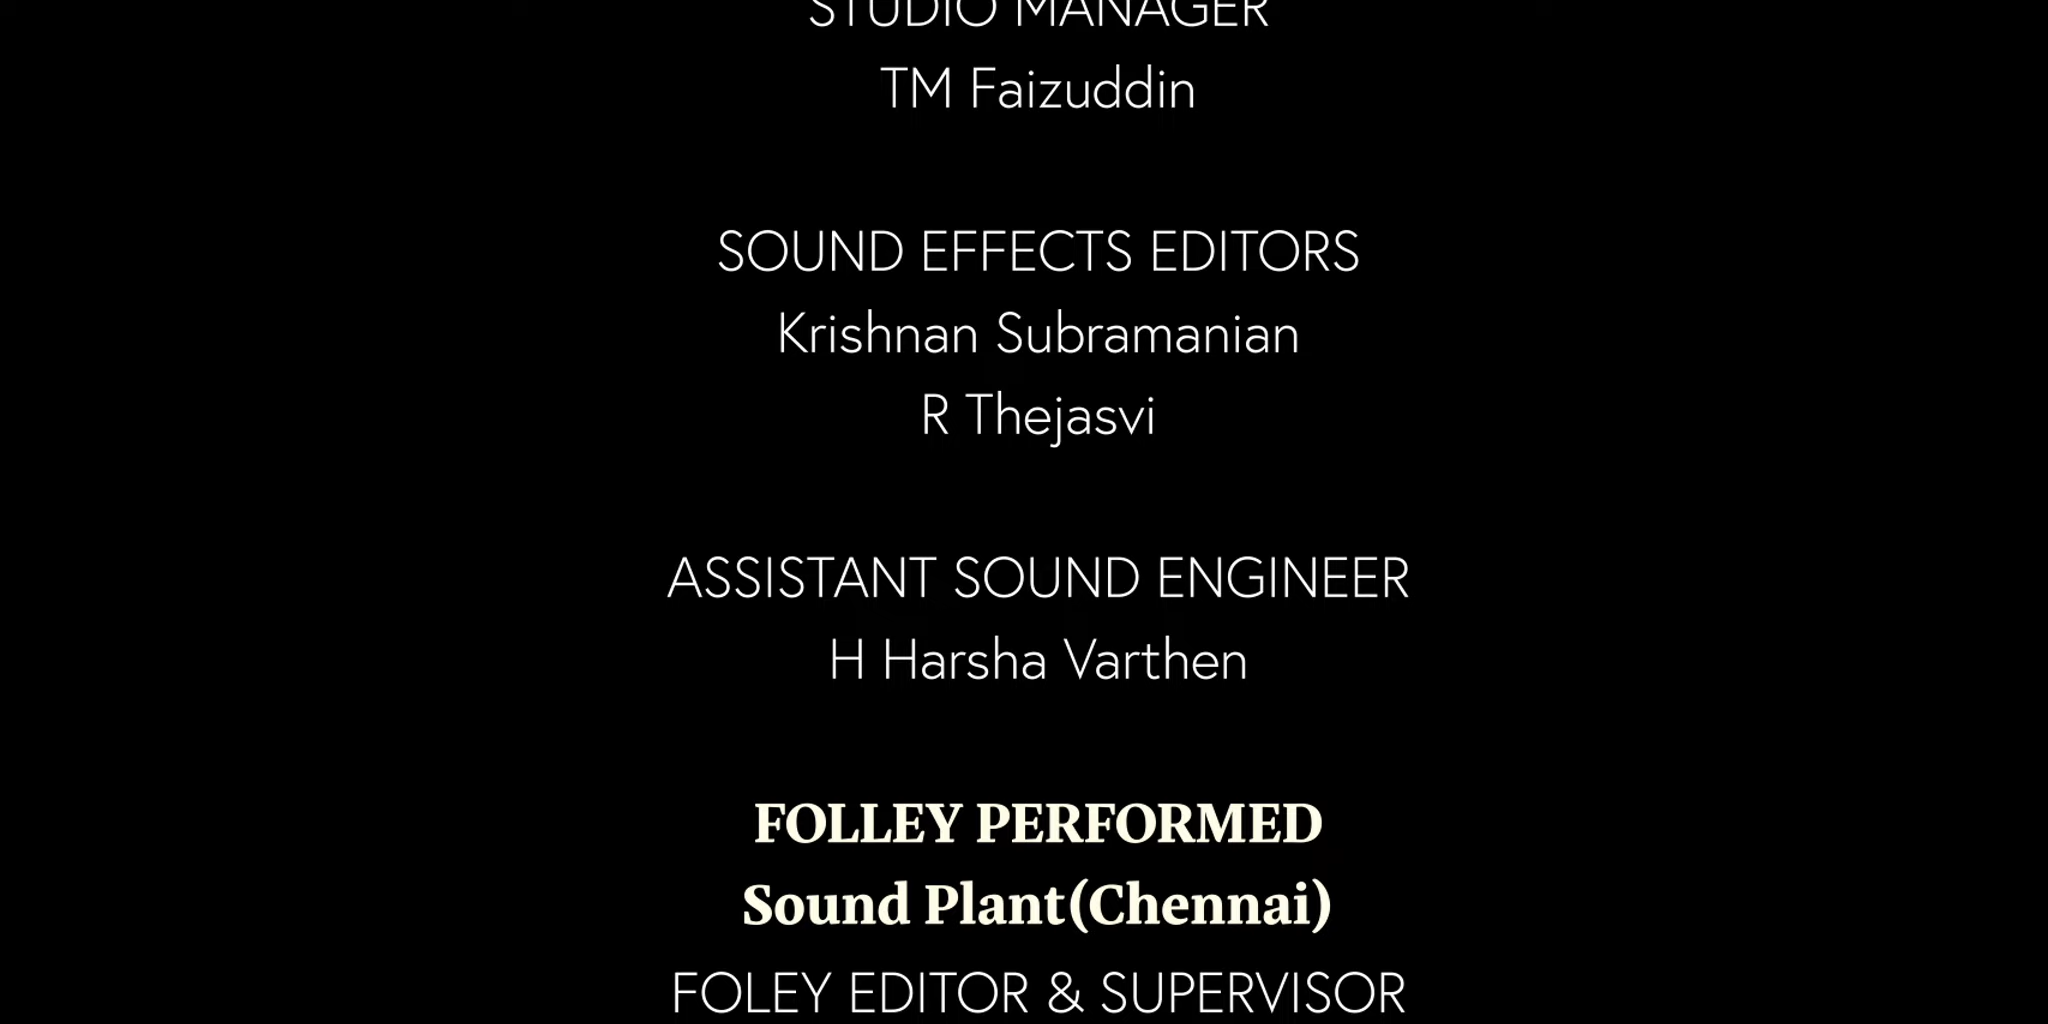 STUDIO MANAGER
TM Faizuddin
SOUND EFFECTS EDITORS
Krishnan Subramanian
R Thejasvi
ASSISTANT SOUND ENGINEER
H Harsha Varthen
FOLLEY PERFORMED
Sound Plant(Chennai)
FOLEY EDITOR & SUPERVISOR